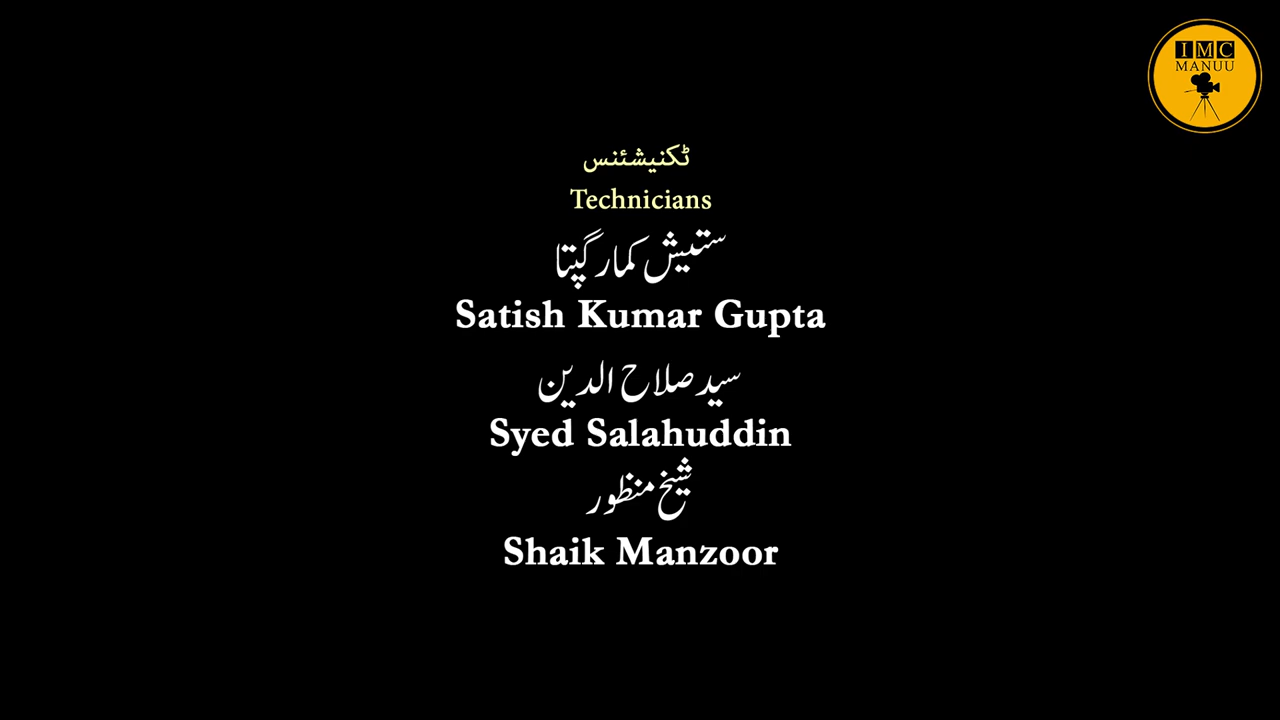 IMC
MANUU
ٹکنیشئنس
Technicians
ستیش کمار گپتا
Satish Kumar Gupta
سید صلاح الدین
Syed Salahuddin
شیخ منظور
Shaik Manzoor